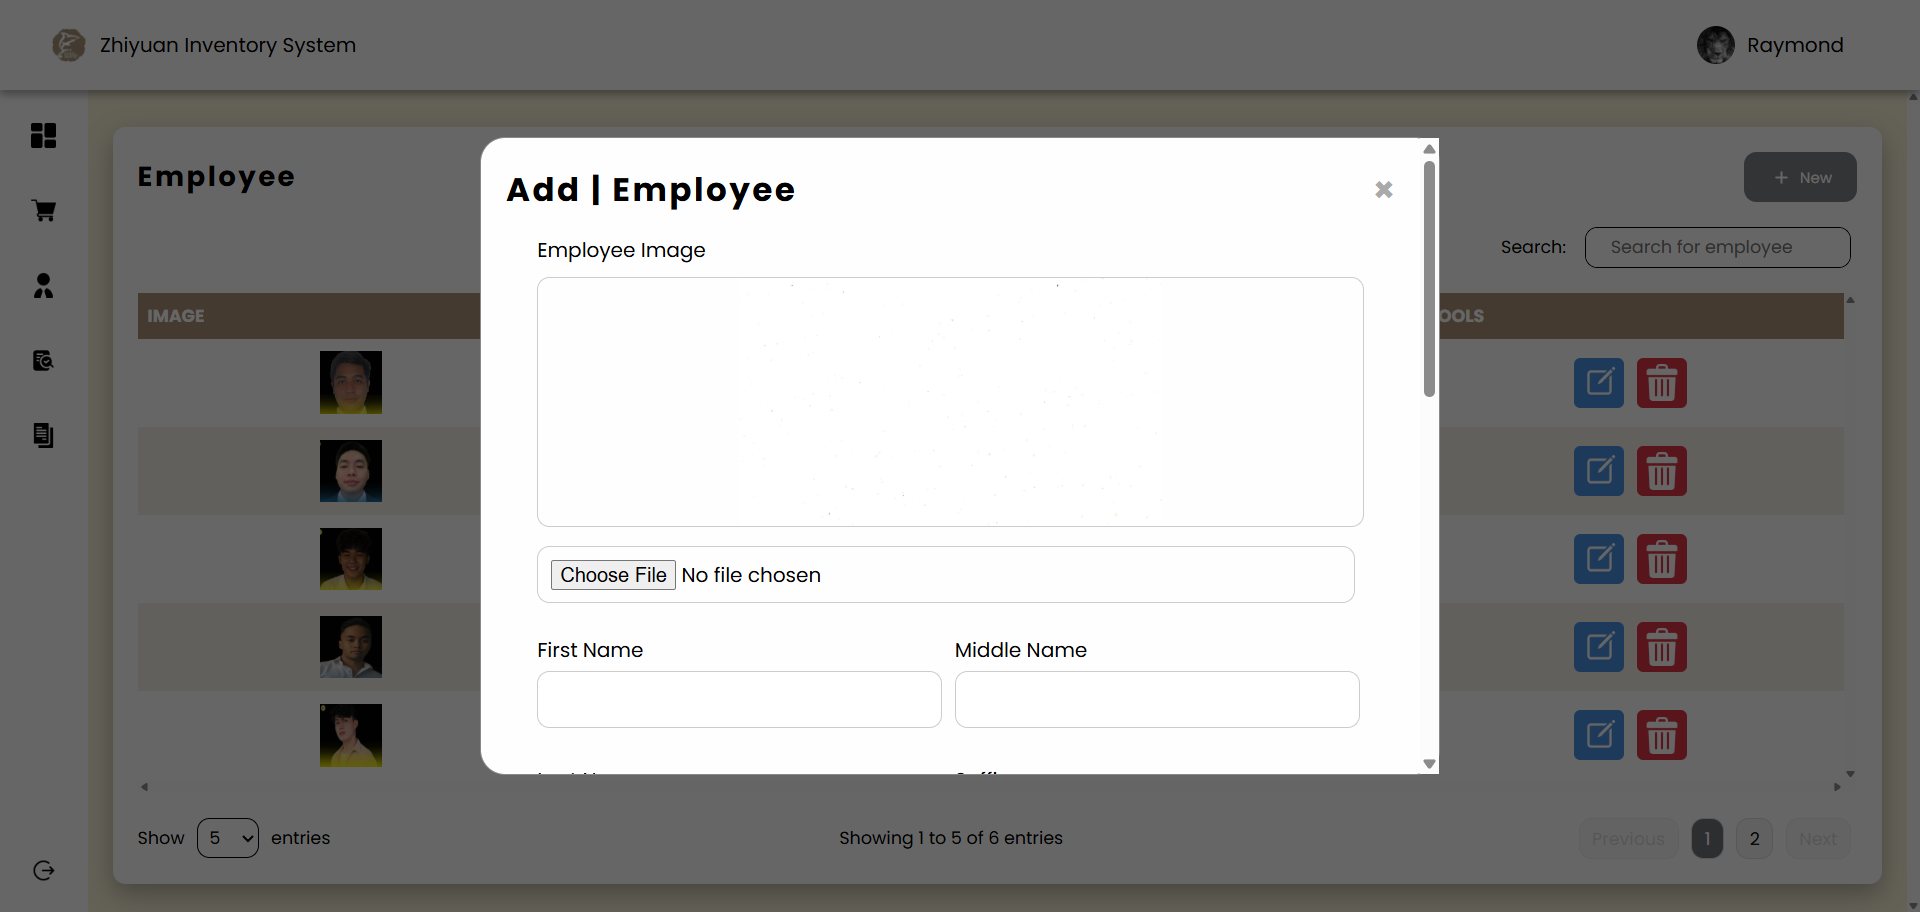 Zhiyuan Inventory System
Raymond
Employee
+ New
Search: Search for employee
IMAGE
Add | Employee
✖
Employee Image
Choose File No file chosen
First Name
Middle Name
Show 5 entries
Showing 1 to 5 of 6 entries
Previous 1 2 Next